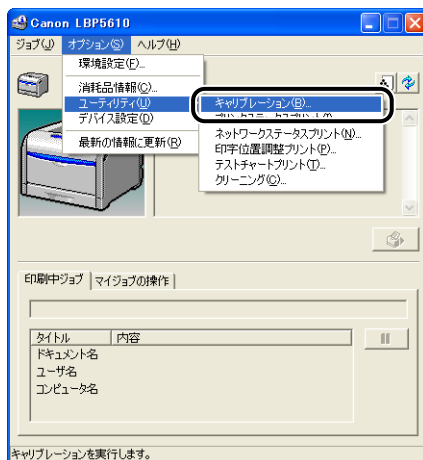 Canon LBP5610
ジョブ(J) オプション(S) ヘルプ(H)
環境設定(F)...
消耗品情報(C)...
ユーティリティ(U)
デバイス設定(D)
最新の情報に更新(R)
キャリブレーション(B)...
ネットワークステータスプリント(N)...
印字位置調整プリント(P)...
テストチャートプリント(T)...
クリーニング(G)...
印刷中ジョブ マイジョブの操作
タイトル 内容
ドキュメント名
ユーザ名
コンピュータ名
キャリブレーションを実行します。